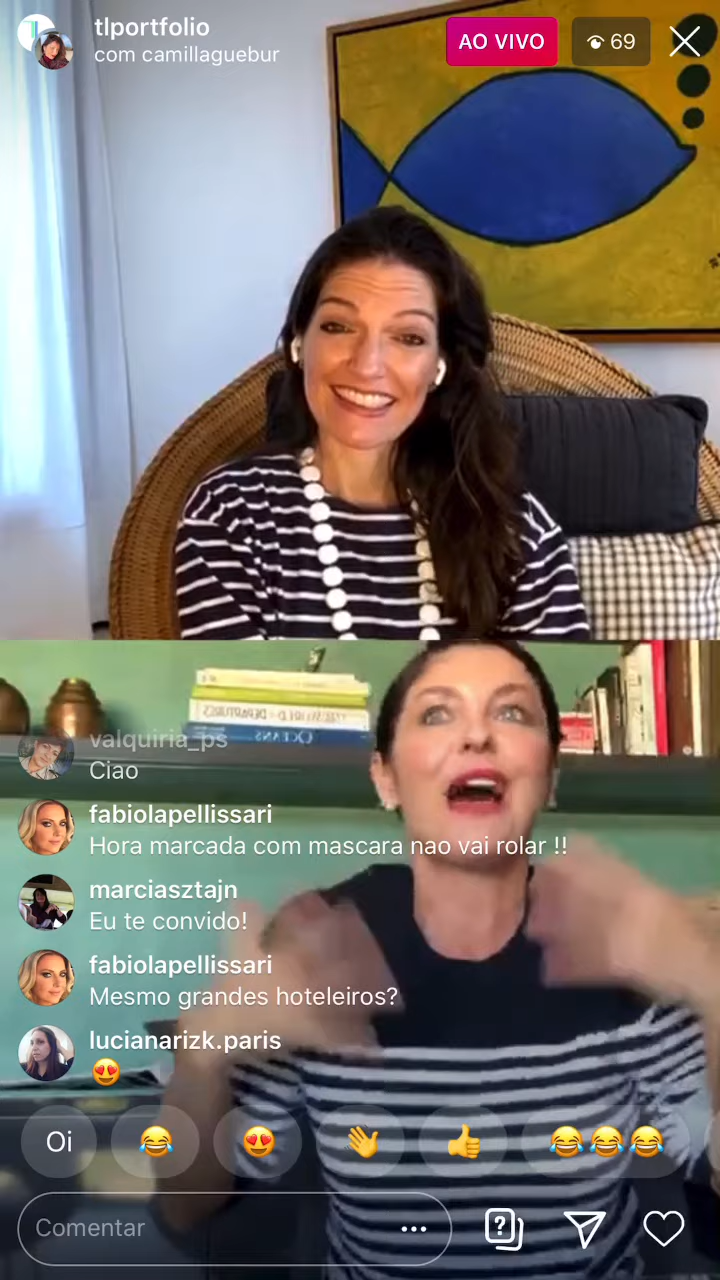 tlportfolio
com camillaguebur
AO VIVO
69
OCEANS
valquiria_ps
Ciao
fabiolapellissari
Hora marcada com mascara nao vai rolar !!
marciasztajn
Eu te convido!
fabiolapellissari
Mesmo grandes hoteleiros?
lucianarizk.paris
😍
Oi 😂 😍 👋 👍 😂😂😂
Comentar